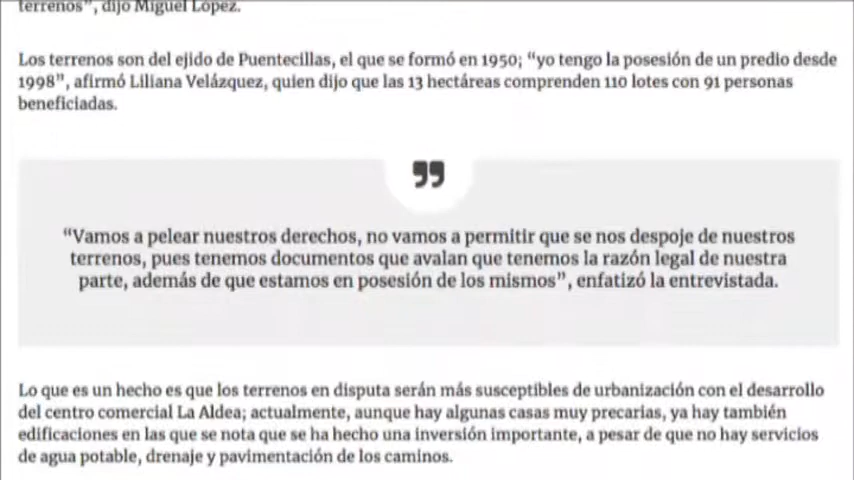 terrenos", dijo Miguel López.
Los terrenos son del ejido de Puentecillas, el que se formó en 1950; "yo tengo la posesión de un predio desde
1998", afirmó Liliana Velázquez, quien dijo que las 13 hectáreas comprenden 110 lotes con 91 personas
beneficiadas.
"Vamos a pelear nuestros derechos, no vamos a permitir que se nos despoje de nuestros
terrenos, pues tenemos documentos que avalan que tenemos la razón legal de nuestra
parte, además de que estamos en posesión de los mismos", enfatizó la entrevistada.
Lo que es un hecho es que los terrenos en disputa serán más susceptibles de urbanización con el desarrollo
del centro comercial La Aldea; actualmente, aunque hay algunas casas muy precarias, ya hay también
edificaciones en las que se nota que se ha hecho una inversión importante, a pesar de que no hay servicios
de agua potable, drenaje y pavimentación de los caminos.